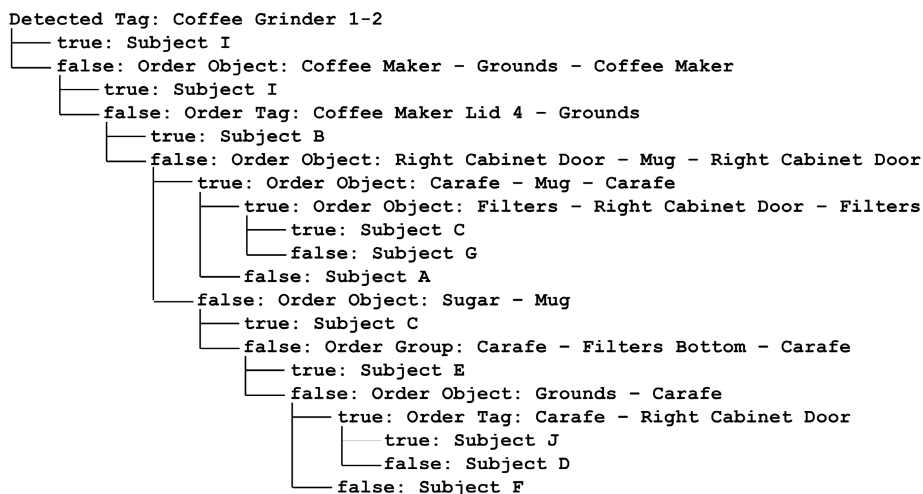 Detected Tag: Coffee Grinder 1-2
true: Subject I
false: Order Object: Coffee Maker – Grounds – Coffee Maker
true: Subject I
false: Order Tag: Coffee Maker Lid 4 – Grounds
true: Subject B
false: Order Object: Right Cabinet Door – Mug – Right Cabinet Door
true: Order Object: Carafe – Mug – Carafe
true: Order Object: Filters – Right Cabinet Door – Filters
true: Subject C
false: Subject G
false: Subject A
false: Order Object: Sugar – Mug
true: Subject C
false: Order Group: Carafe – Filters Bottom – Carafe
true: Subject E
false: Order Object: Grounds – Carafe
true: Order Tag: Carafe – Right Cabinet Door
true: Subject J
false: Subject D
false: Subject F